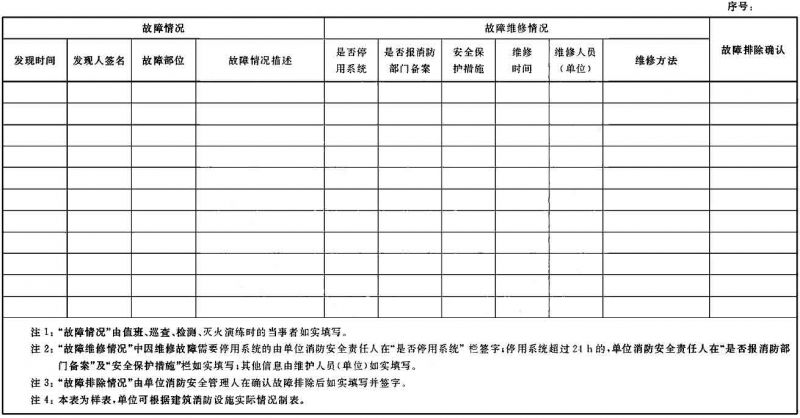 序号：
故障情况 故障维修情况 故障排除确认
发现时间 发现人签名 故障部位 故障情况描述 是否停用系统 是否报消防部门备案 安全保护措施 维修时间 维修人员（单位） 维修方法
注1：“故障情况”由值班、巡查、检测、灭火演练时的当事者如实填写。
注2：“故障维修情况”中因维修故障需要停用系统的由单位消防安全责任人在“是否停用系统”栏签字；停用系统超过24 h的，单位消防安全责任人在“是否报消防部
门备案”及“安全保护措施”栏如实填写；其他信息由维护人员（单位）如实填写。
注3：“故障排除情况”由单位消防安全管理人在确认故障排除后如实填写并签字。
注4：本表为样表，单位可根据建筑消防设施实际情况制表。